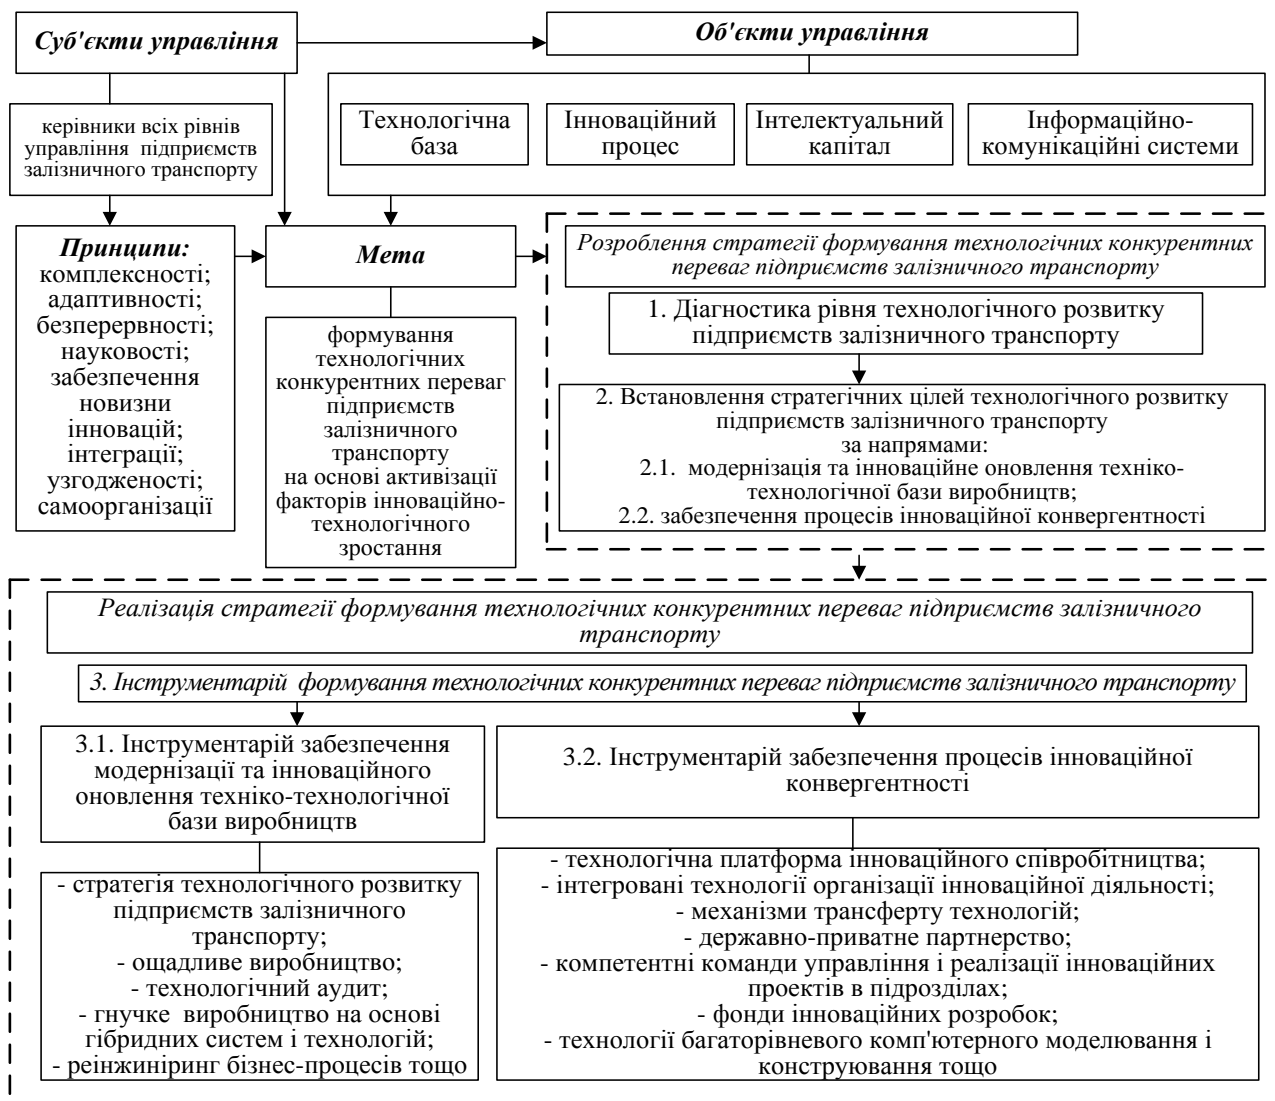 Суб'єкти управління
Об'єкти управління
керівники всіх рівнів
управління підприємств
залізничного транспорту
Технологічна
база
Інноваційний
процес
Інтелектуальний
капітал
Інформаційно-
комунікаційні системи
Принципи:
комплексності;
адаптивності;
безперервності;
науковості;
забезпечення
новизни
інновацій;
інтеграції;
узгодженості;
самоорганізації
Мета
формування
технологічних
конкурентних переваг
підприємств
залізничного
транспорту
на основі активізації
факторів інноваційно-
технологічного
зростання
Розроблення стратегії формування технологічних конкурентних
переваг підприємств залізничного транспорту
1. Діагностика рівня технологічного розвитку
підприємств залізничного транспорту
2. Встановлення стратегічних цілей технологічного розвитку
підприємств залізничного транспорту
за напрямами:
2.1. модернізація та інноваційне оновлення техніко-
технологічної бази виробництв;
2.2. забезпечення процесів інноваційної конвергентності
Реалізація стратегії формування технологічних конкурентних переваг підприємств залізничного
транспорту
3. Інструментарій формування технологічних конкурентних переваг підприємств залізничного транспорту
3.1. Інструментарій забезпечення
модернізації та інноваційного
оновлення техніко-технологічної
бази виробництв
3.2. Інструментарій забезпечення процесів інноваційної
конвергентності
- стратегія технологічного розвитку
підприємств залізничного
транспорту;
- ощадливе виробництво;
- технологічний аудит;
- гнучке виробництво на основі
гібридних систем і технологій;
- реінжиніринг бізнес-процесів тощо
- технологічна платформа інноваційного співробітництва;
- інтегровані технології організації інноваційної діяльності;
- механізми трансферту технологій;
- державно-приватне партнерство;
- компетентні команди управління і реалізації інноваційних
проектів в підрозділах;
- фонди інноваційних розробок;
- технології багаторівневого комп'ютерного моделювання і
конструювання тощо